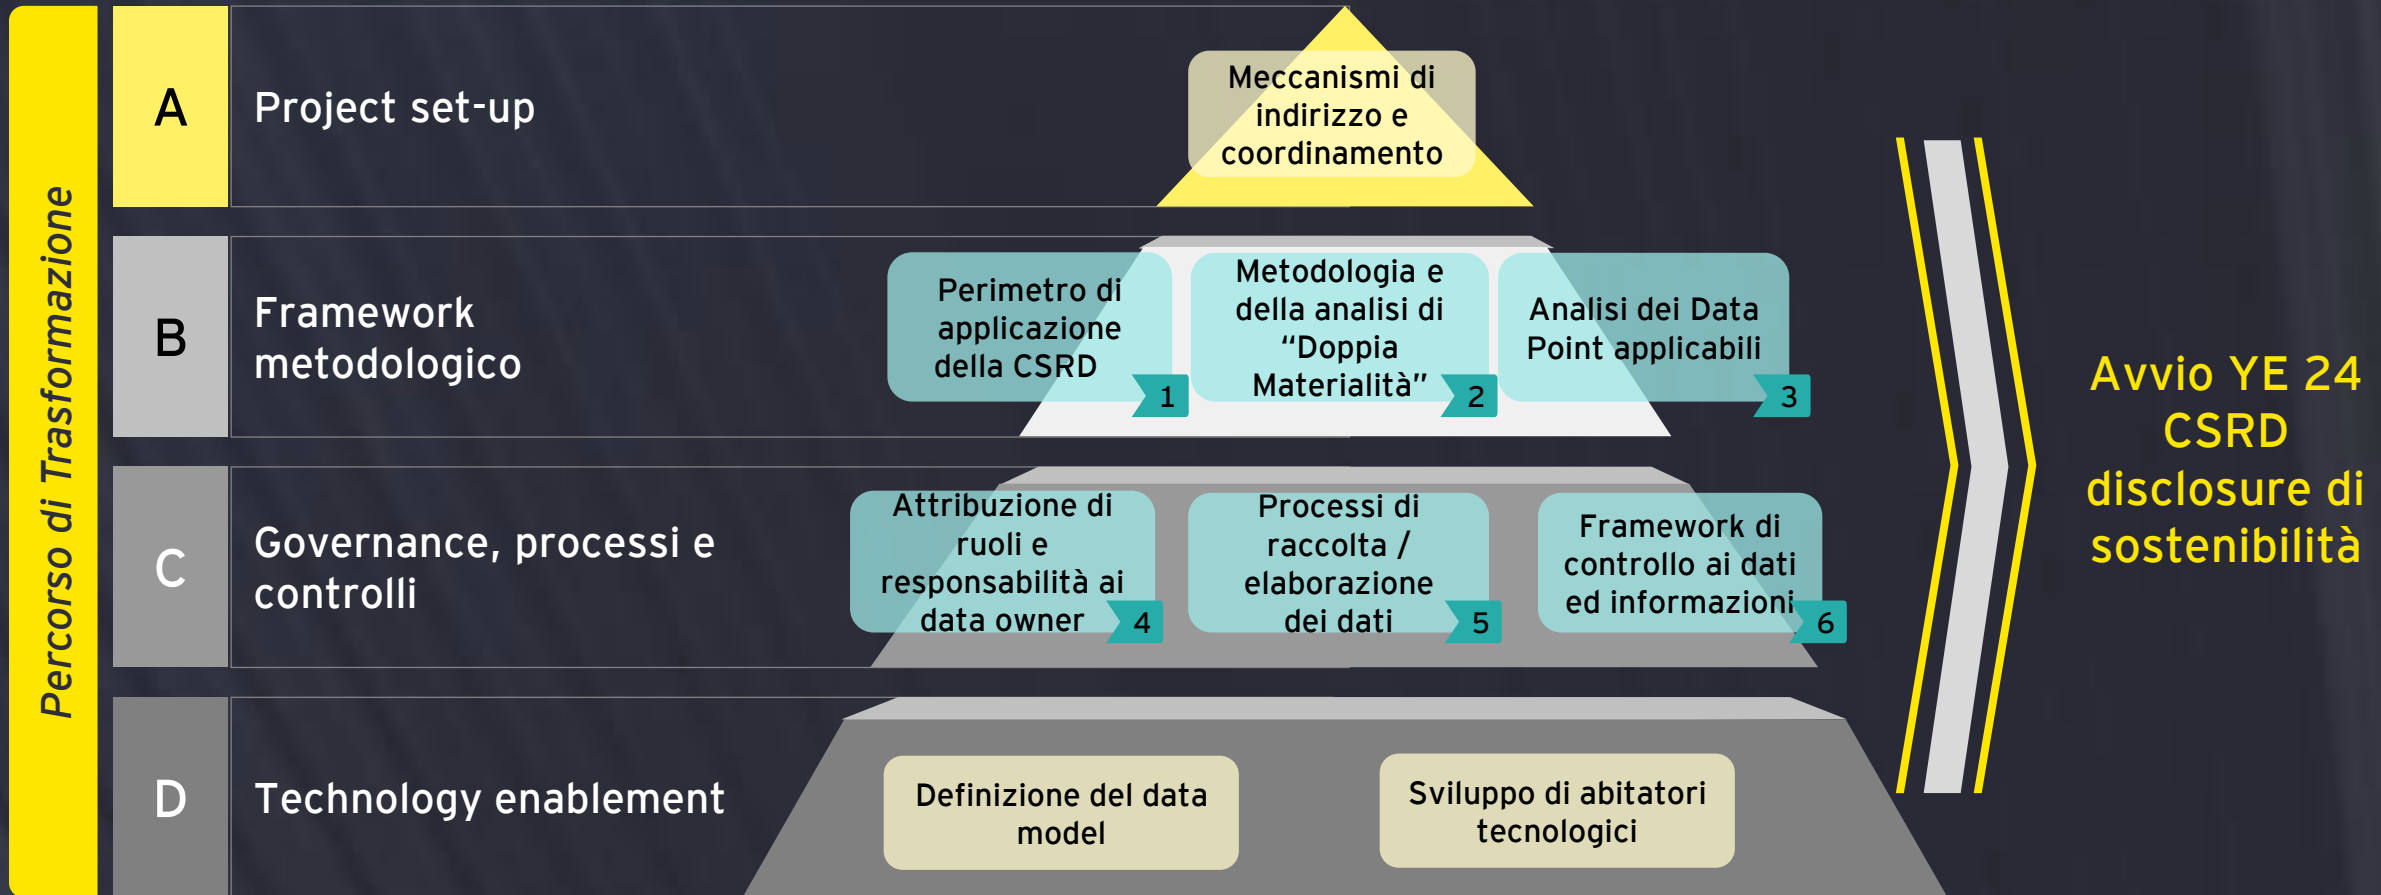 Percorso di Trasformazione
A
Project set-up
Meccanismi di
indirizzo e
coordinamento
B
Framework
metodologico
Perimetro di
applicazione
della CSRD
1
Metodologia e
della analisi di
“Doppia
Materialità”
2
Analisi dei Data
Point applicabili
3
C
Governance, processi e
controlli
Attribuzione di
ruoli e
responsabilità ai
data owner
4
Processi di
raccolta /
elaborazione
dei dati
5
Framework di
controllo ai dati
ed informazioni
6
D
Technology enablement
Definizione del data
model
Sviluppo di abitatori
tecnologici
Avvio YE 24
CSRD
disclosure di
sostenibilità